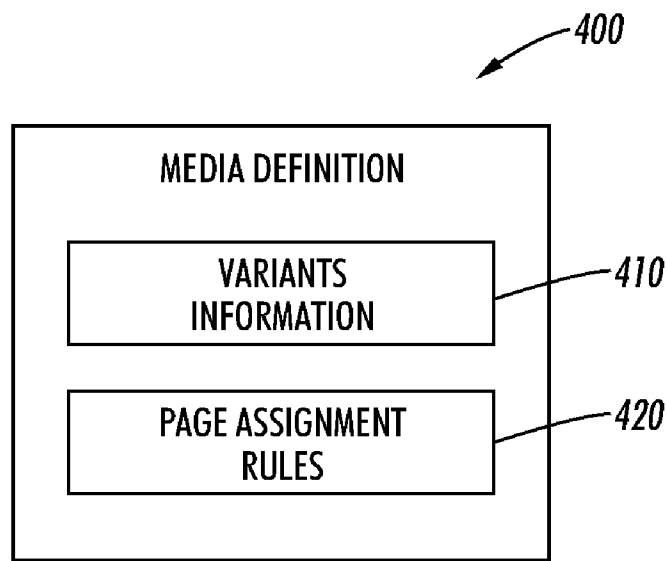 400
MEDIA DEFINITION
VARIANTS
INFORMATION
410
PAGE ASSIGNMENT
RULES
420